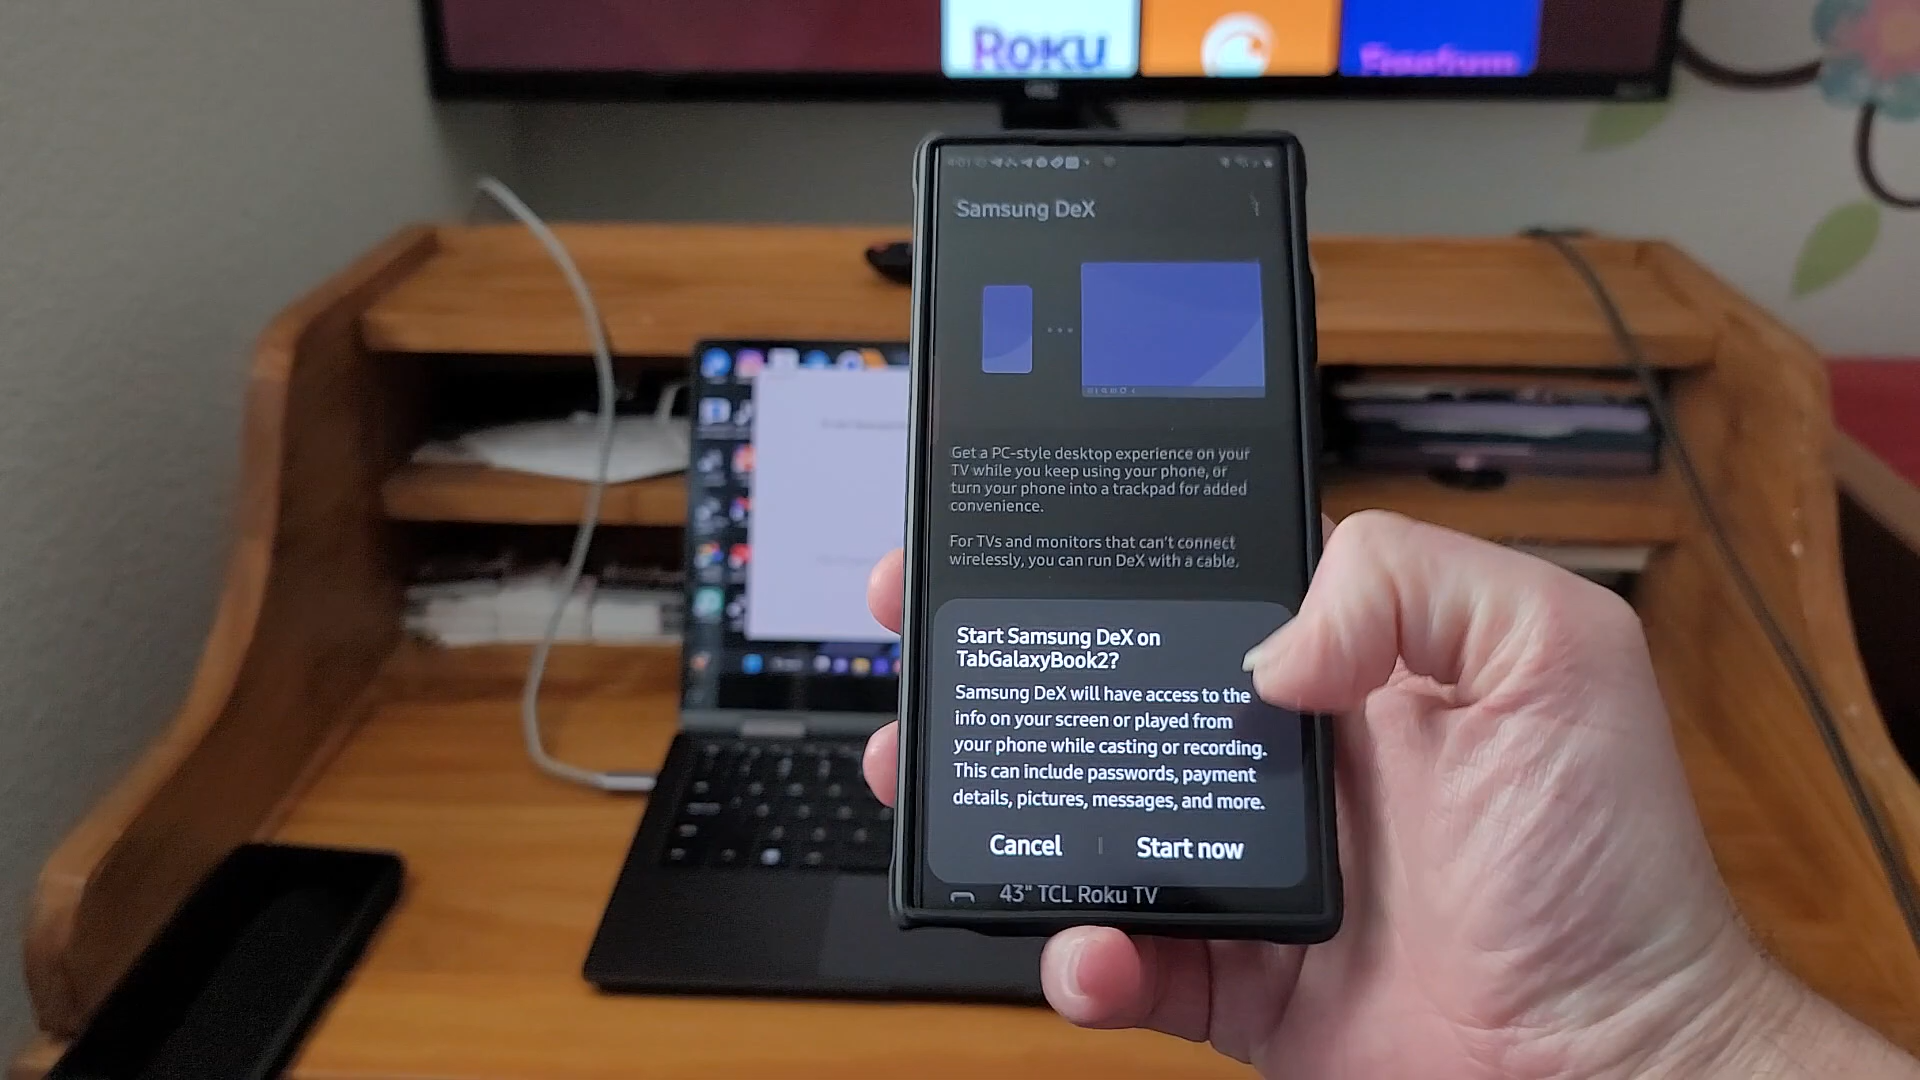 Roku
Freeform
Samsung DeX
Get a PC-style desktop experience on your
TV while you keep using your phone, or
turn your phone into a trackpad for added
convenience.
For TVs and monitors that can't connect
wirelessly, you can run DeX with a cable.
Start Samsung DeX on
TabGalaxyBook2?
Samsung DeX will have access to the
info on your screen or played from
your phone while casting or recording.
This can include passwords, payment
details, pictures, messages, and more.
Cancel
Start now
43" TCL Roku TV